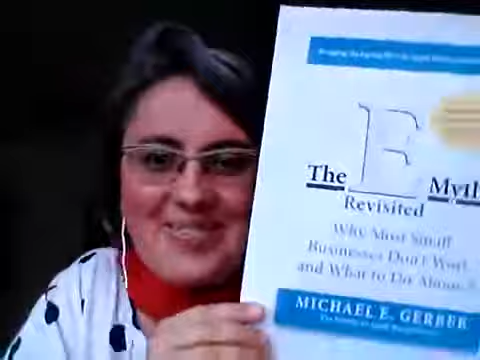 The E Myth
Revisited
Why Most Small
Businesses Don't Work
and What to Do About It
MICHAEL E. GERBER